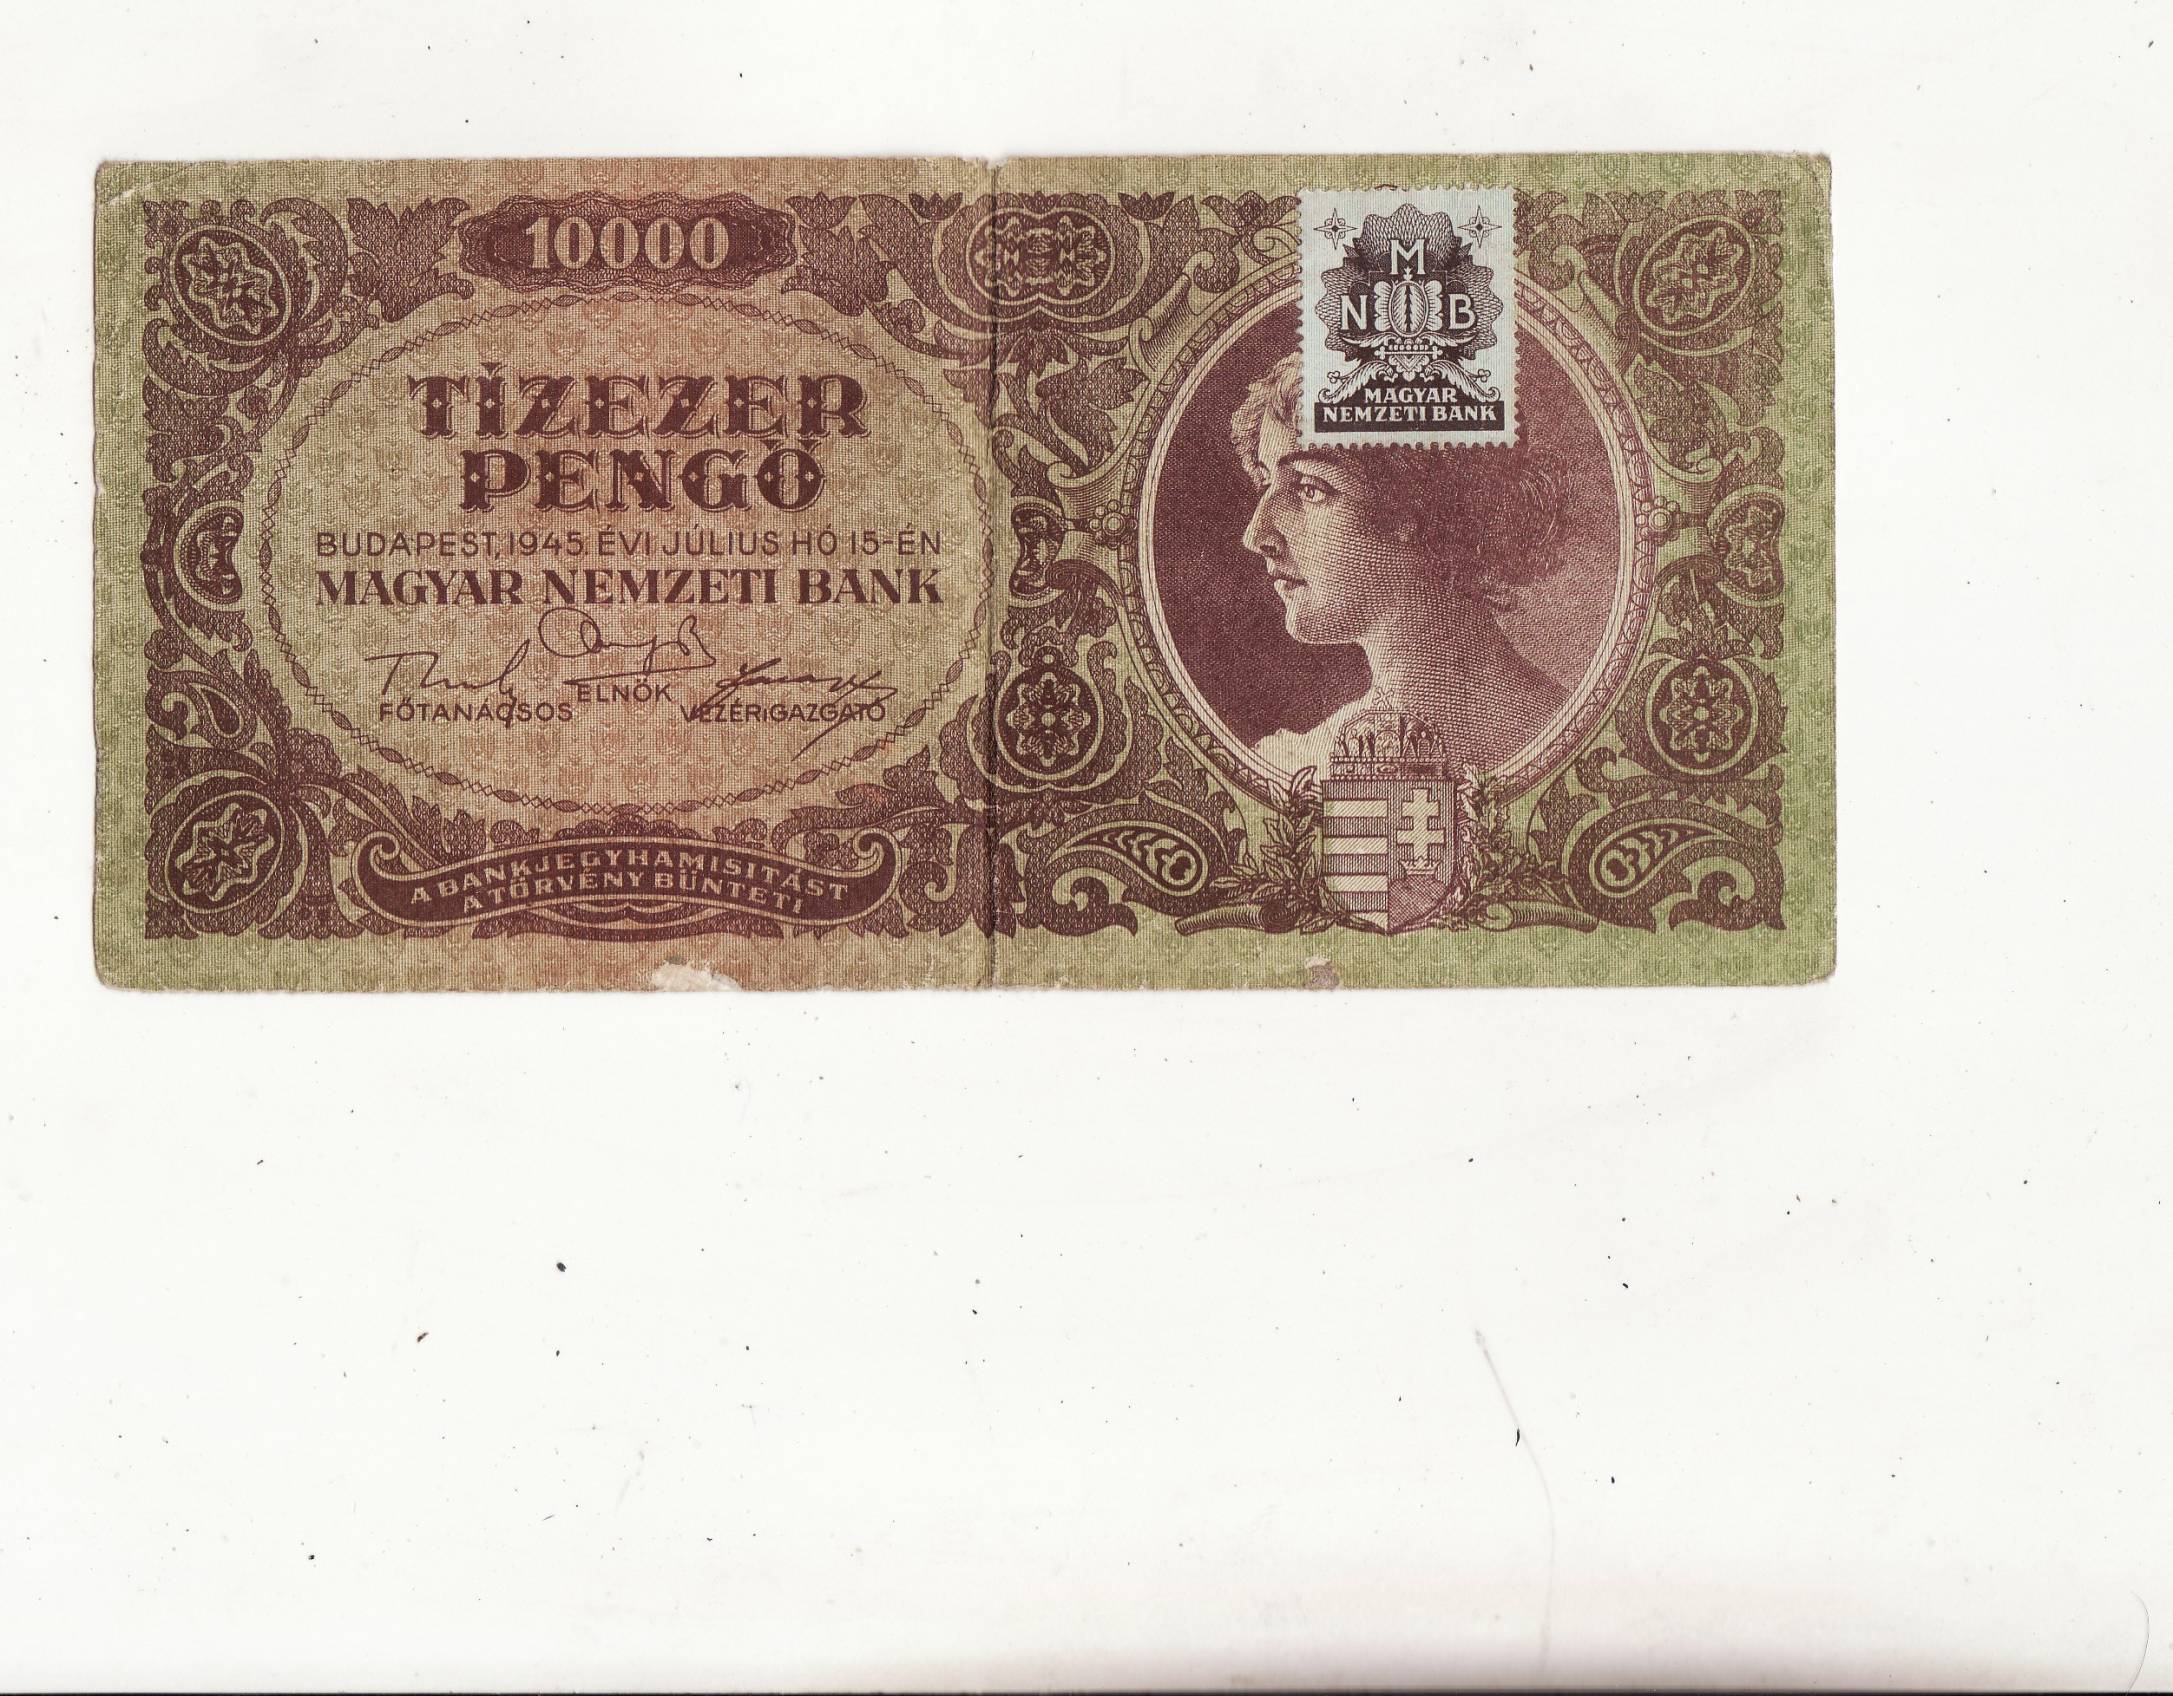 10000
TÍZEZER
PENGŐ
BUDAPEST, 1945. ÉVI JÚLIUS HÓ 15-ÉN
MAGYAR NEMZETI BANK
ELNÖK
FŐTANÁCSOS
VEZÉRIGAZGATÓ
A BANKJEGYHAMISITÁST
A TÖRVÉNY BÜNTETI
M
N B
MAGYAR
NEMZETI BANK